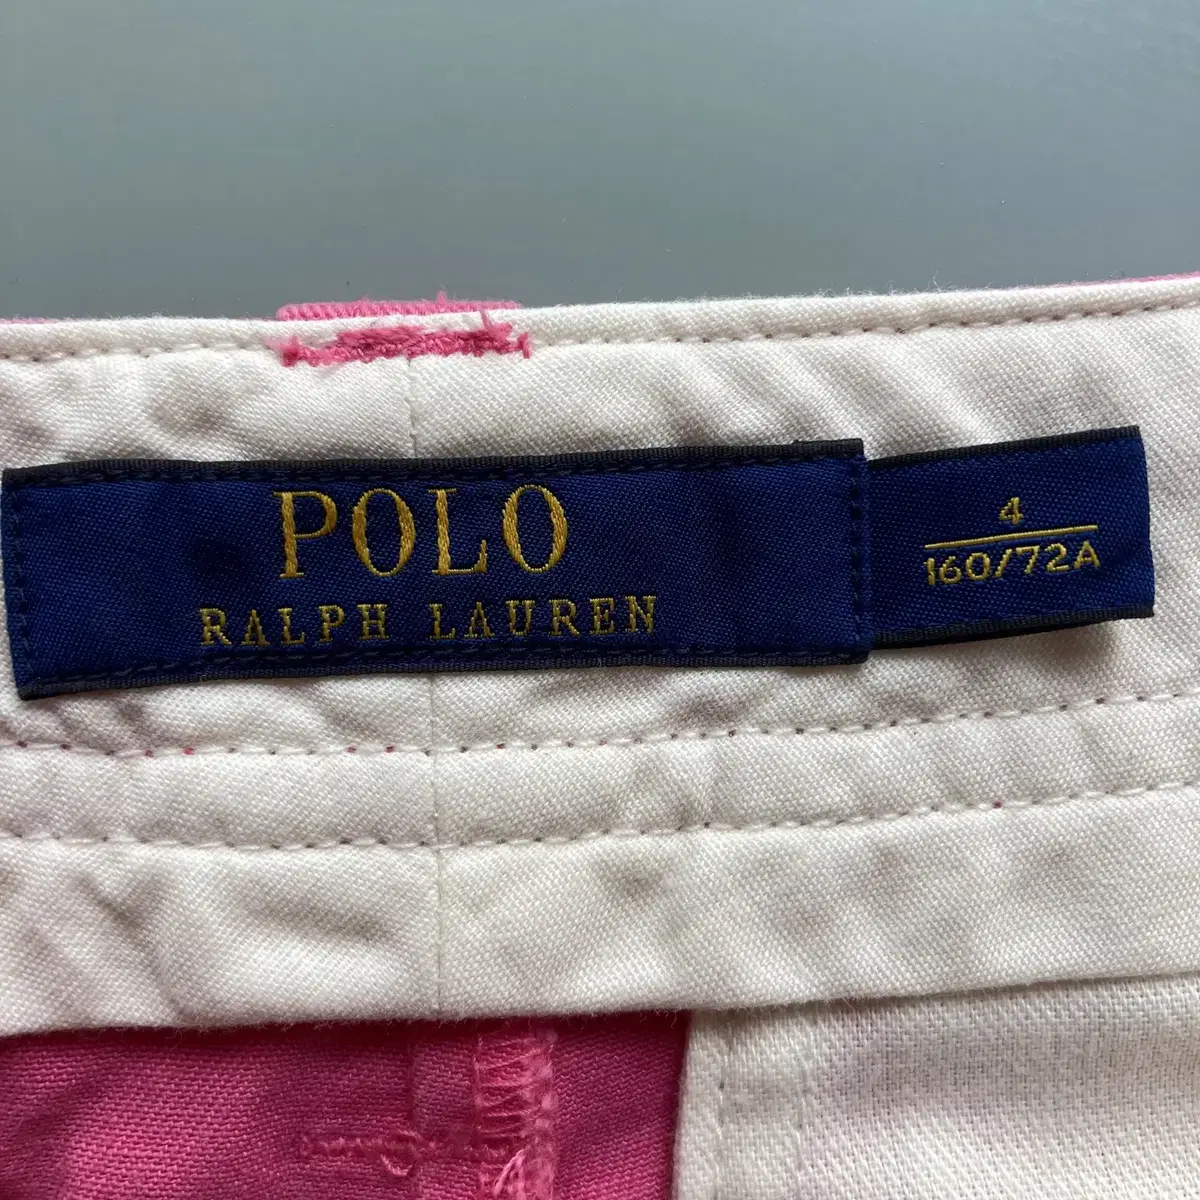 POLO
RALPH LAUREN
4
160/72A